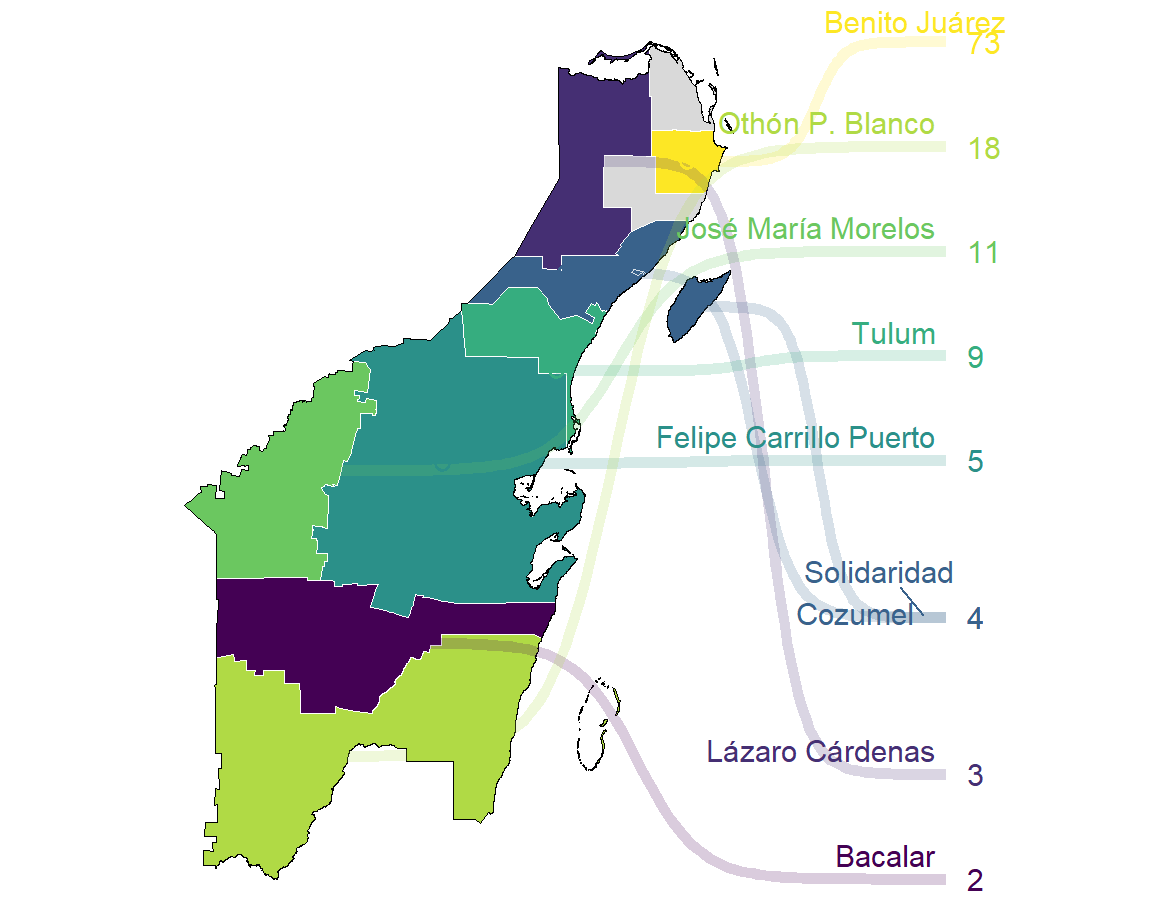 Benito Juárez
73
Othón P. Blanco
18
José María Morelos
11
Tulum
9
Felipe Carrillo Puerto
5
Solidaridad
Cozumel
4
Lázaro Cárdenas
3
Bacalar
2